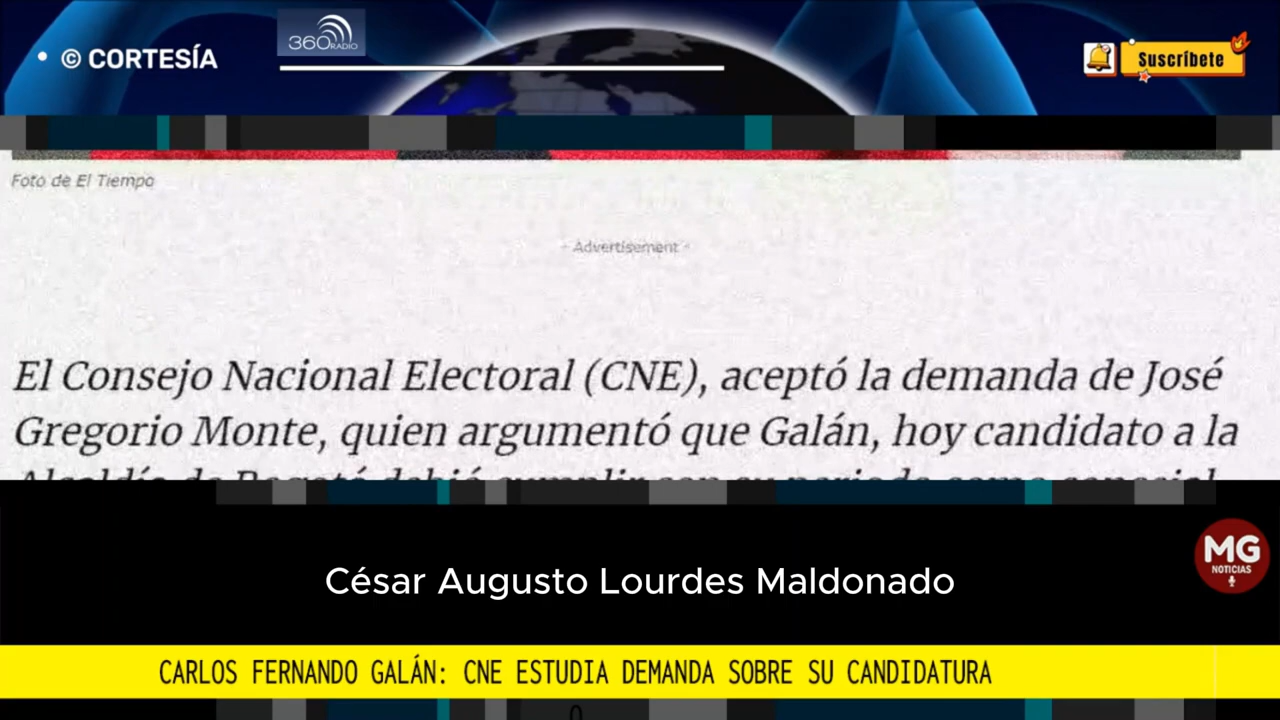 © CORTESÍA
360 RADIO
Suscríbete
Foto de El Tiempo
- Advertisement -
El Consejo Nacional Electoral (CNE), aceptó la demanda de José
Gregorio Monte, quien argumentó que Galán, hoy candidato a la
César Augusto Lourdes Maldonado
MG
NOTICIAS
CARLOS FERNANDO GALÁN: CNE ESTUDIA DEMANDA SOBRE SU CANDIDATURA